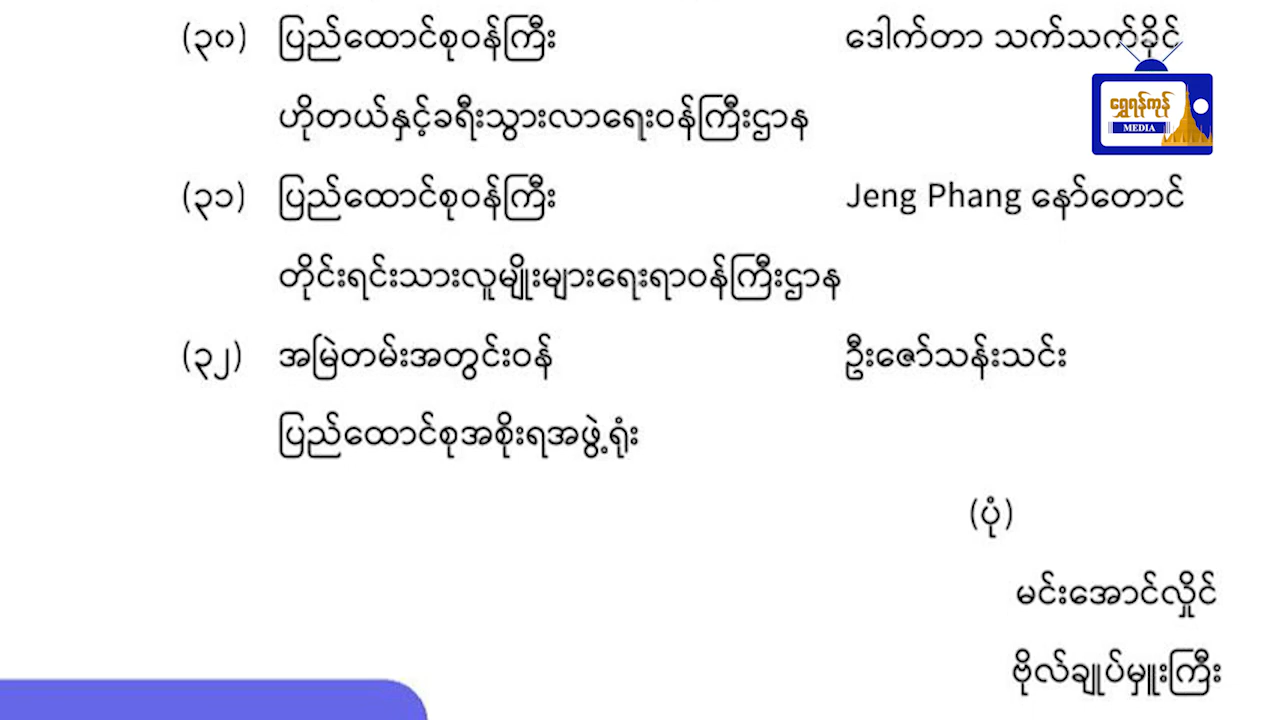 (၃၀) ပြည်ထောင်စုဝန်ကြီး ဒေါက်တာ သက်သက်ခိုင်
ဟိုတယ်နှင့်ခရီးသွားလာရေးဝန်ကြီးဌာန
ရွှေရန်ကုန်
MEDIA
(၃၁) ပြည်ထောင်စုဝန်ကြီး Jeng Phang နော်တောင်
တိုင်းရင်းသားလူမျိုးများရေးရာဝန်ကြီးဌာန
(၃၂) အမြဲတမ်းအတွင်းဝန် ဦးဇော်သန်းသင်း
ပြည်ထောင်စုအစိုးရအဖွဲ့ရုံး
(ပုံ)
မင်းအောင်လှိုင်
ဗိုလ်ချုပ်မှူးကြီး